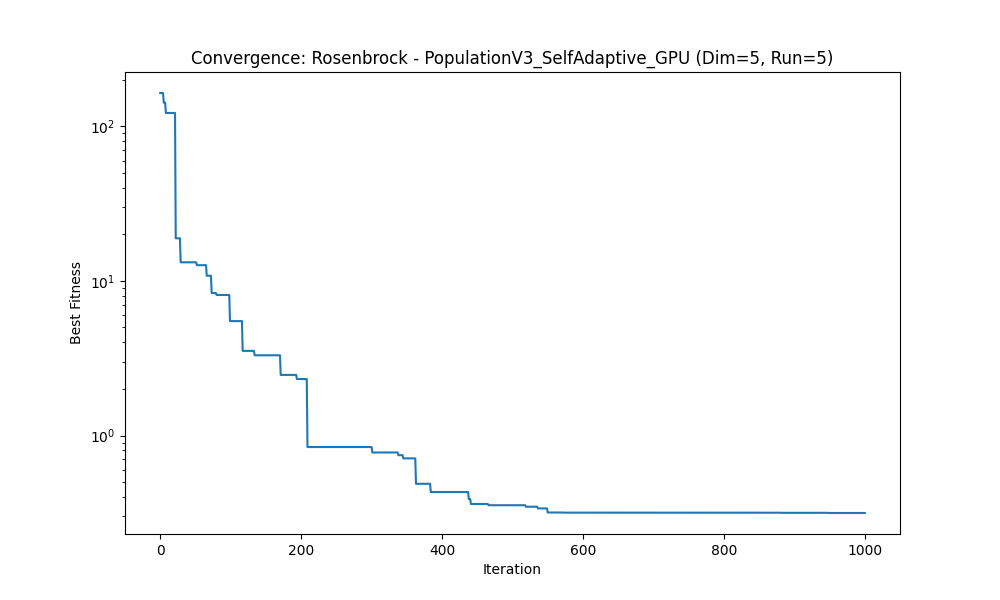 Convergence: Rosenbrock - PopulationV3_SelfAdaptive_GPU (Dim=5, Run=5)
10²
10¹
10⁰
Best Fitness
0 200 400 600 800 1000
Iteration